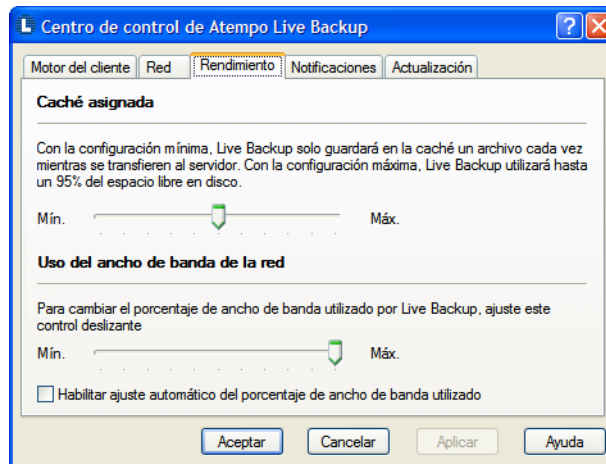 Centro de control de Atempo Live Backup
Motor del cliente Red Rendimiento Notificaciones Actualización
Caché asignada
Con la configuración mínima, Live Backup solo guardará en la caché un archivo cada vez
mientras se transfieren al servidor. Con la configuración máxima, Live Backup utilizará hasta
un 95% del espacio libre en disco.
Mín. Máx.
Uso del ancho de banda de la red
Para cambiar el porcentaje de ancho de banda utilizado por Live Backup, ajuste este
control deslizante
Mín. Máx.
Habilitar ajuste automático del porcentaje de ancho de banda utilizado
Aceptar Cancelar Aplicar Ayuda